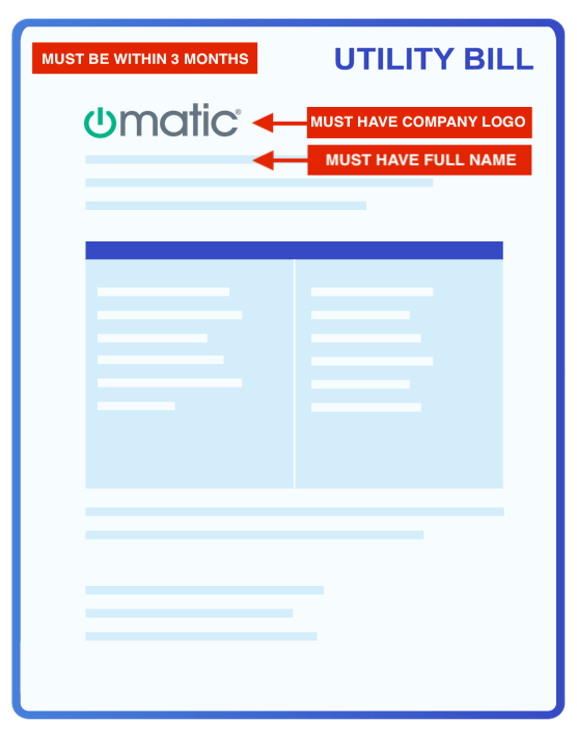 MUST BE WITHIN 3 MONTHS
UTILITY BILL
matic®
MUST HAVE COMPANY LOGO
MUST HAVE FULL NAME